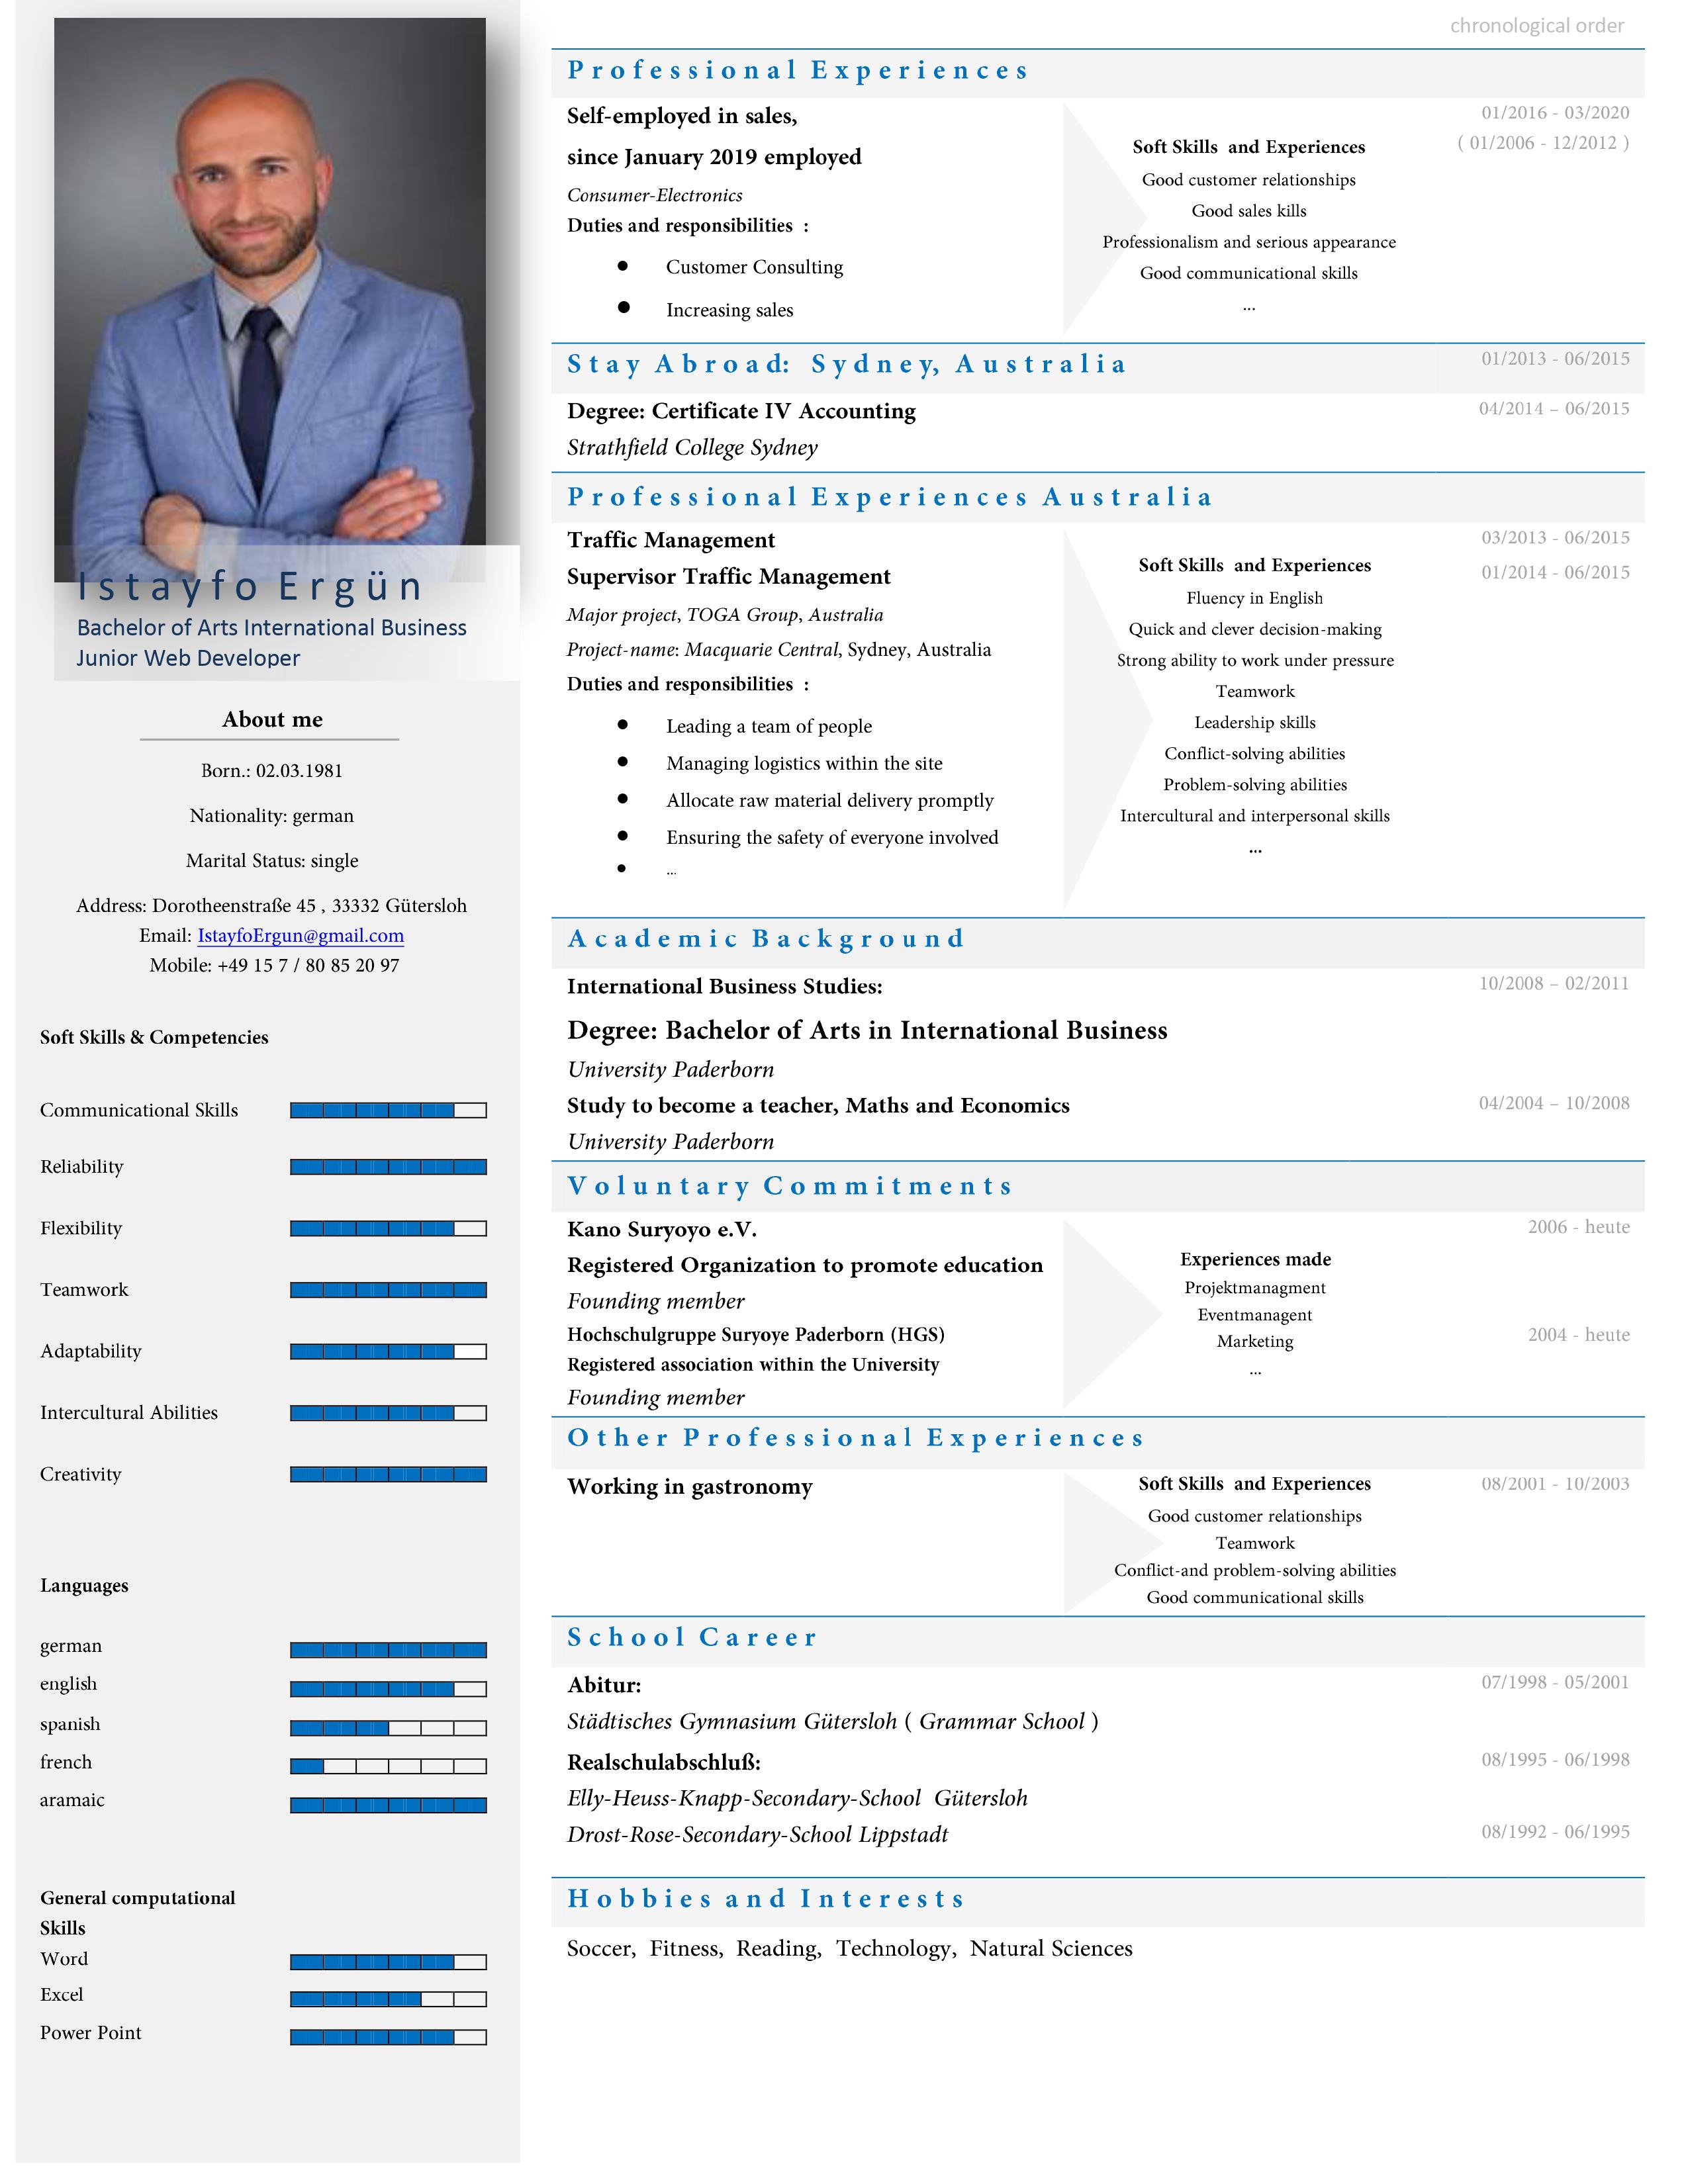 Istayfo Ergün
Bachelor of Arts International Business
Junior Web Developer
About me
Born.: 02.03.1981
Nationality: german
Marital Status: single
Address: Dorotheenstraße 45 , 33332 Gütersloh
Email: IstayfoErgun@gmail.com
Mobile: +49 15 7 / 80 85 20 97
Soft Skills & Competencies
Communicational Skills
Reliability
Flexibility
Teamwork
Adaptability
Intercultural Abilities
Creativity
Languages
german
english
spanish
french
aramaic
General computational
Skills
Word
Excel
Power Point
chronological order
Professional Experiences
Self-employed in sales,
since January 2019 employed
Consumer-Electronics
Duties and responsibilities :
● Customer Consulting
● Increasing sales
Soft Skills and Experiences
Good customer relationships
Good sales kills
Professionalism and serious appearance
Good communicational skills
...
01/2016 - 03/2020
( 01/2006 - 12/2012 )
Stay Abroad: Sydney, Australia 01/2013 - 06/2015
Degree: Certificate IV Accounting 04/2014 – 06/2015
Strathfield College Sydney
Professional Experiences Australia
Traffic Management
Supervisor Traffic Management
Major project, TOGA Group, Australia
Project-name: Macquarie Central, Sydney, Australia
Duties and responsibilities :
● Leading a team of people
● Managing logistics within the site
● Allocate raw material delivery promptly
● Ensuring the safety of everyone involved
● ...
Soft Skills and Experiences
Fluency in English
Quick and clever decision-making
Strong ability to work under pressure
Teamwork
Leadership skills
Conflict-solving abilities
Problem-solving abilities
Intercultural and interpersonal skills
...
03/2013 - 06/2015
01/2014 - 06/2015
Academic Background
International Business Studies: 10/2008 – 02/2011
Degree: Bachelor of Arts in International Business
University Paderborn
Study to become a teacher, Maths and Economics 04/2004 – 10/2008
University Paderborn
Voluntary Commitments
Kano Suryoyo e.V.
Registered Organization to promote education
Founding member
Hochschulgruppe Suryoye Paderborn (HGS)
Registered association within the University
Founding member
Experiences made
Projektmanagment
Eventmanagent
Marketing
...
2006 - heute
2004 - heute
Other Professional Experiences
Working in gastronomy
Soft Skills and Experiences
Good customer relationships
Teamwork
Conflict-and problem-solving abilities
Good communicational skills
08/2001 - 10/2003
School Career
Abitur: 07/1998 - 05/2001
Städtisches Gymnasium Gütersloh ( Grammar School )
Realschulabschluß: 08/1995 - 06/1998
Elly-Heuss-Knapp-Secondary-School Gütersloh
Drost-Rose-Secondary-School Lippstadt 08/1992 - 06/1995
Hobbies and Interests
Soccer, Fitness, Reading, Technology, Natural Sciences